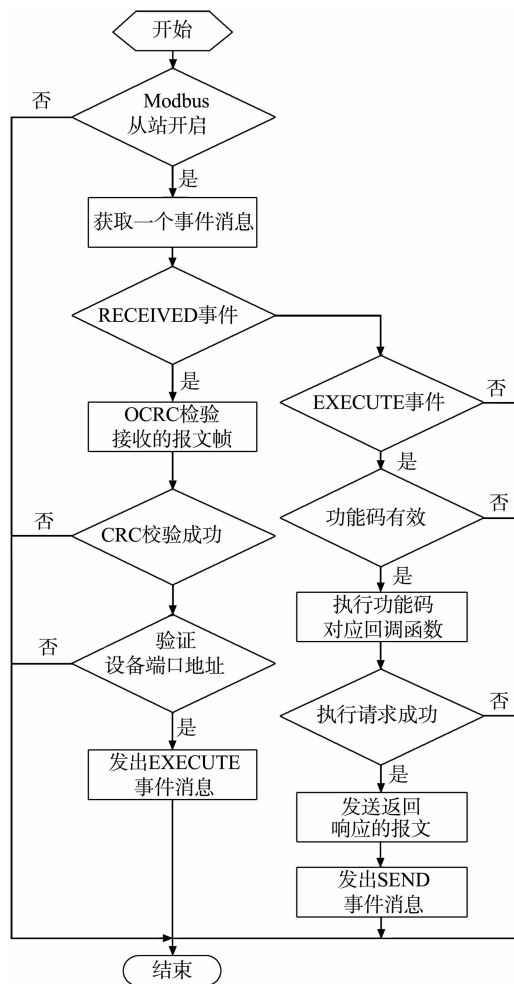 开始
否
Modbus
从站开启
是
获取一个事件消息
RECEIVED事件
是
OCRC检验
接收的报文帧
否
CRC校验成功
否
验证
设备端口地址
是
发出EXECUTE
事件消息
EXECUTE事件
否
是
功能码有效
否
是
执行功能码
对应回调函数
执行请求成功
否
是
发送返回
响应的报文
发出SEND
事件消息
结束